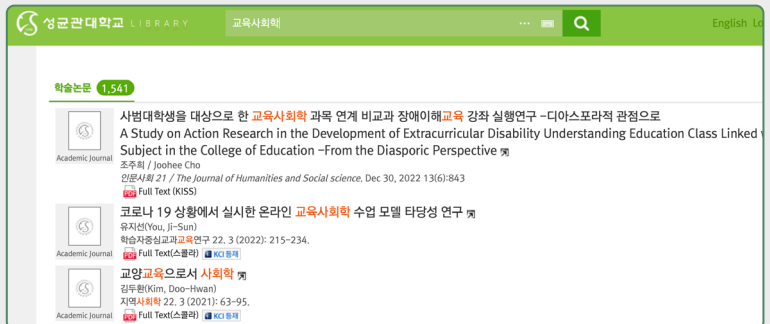 성균관대학교 LIBRARY
교육사회학
English Lo
학술논문 1,541
사범대학생을 대상으로 한 교육사회학 과목 연계 비교과 장애이해교육 강좌 실행연구 -디아스포라적 관점으로
A Study on Action Research in the Development of Extracurricular Disability Understanding Education Class Linked
Subject in the College of Education -From the Diasporic Perspective
Academic Journal
조주희 / Joohee Cho
인문사회 21 / The Journal of Humanities and Social science. Dec 30, 2022 13(6):843
PDF Full Text (KISS)
코로나 19 상황에서 실시한 온라인 교육사회학 수업 모델 타당성 연구
유지선(You, Ji-Sun)
학습자중심교과교육연구 22. 3 (2022): 215-234.
Academic Journal
PDF Full Text(스콜라) KCI 등재
교양교육으로서 사회학
김두환(Kim, Doo-Hwan)
지역사회학 22. 3 (2021): 63-95.
Academic Journal
PDF Full Text(스콜라) KCI 등재